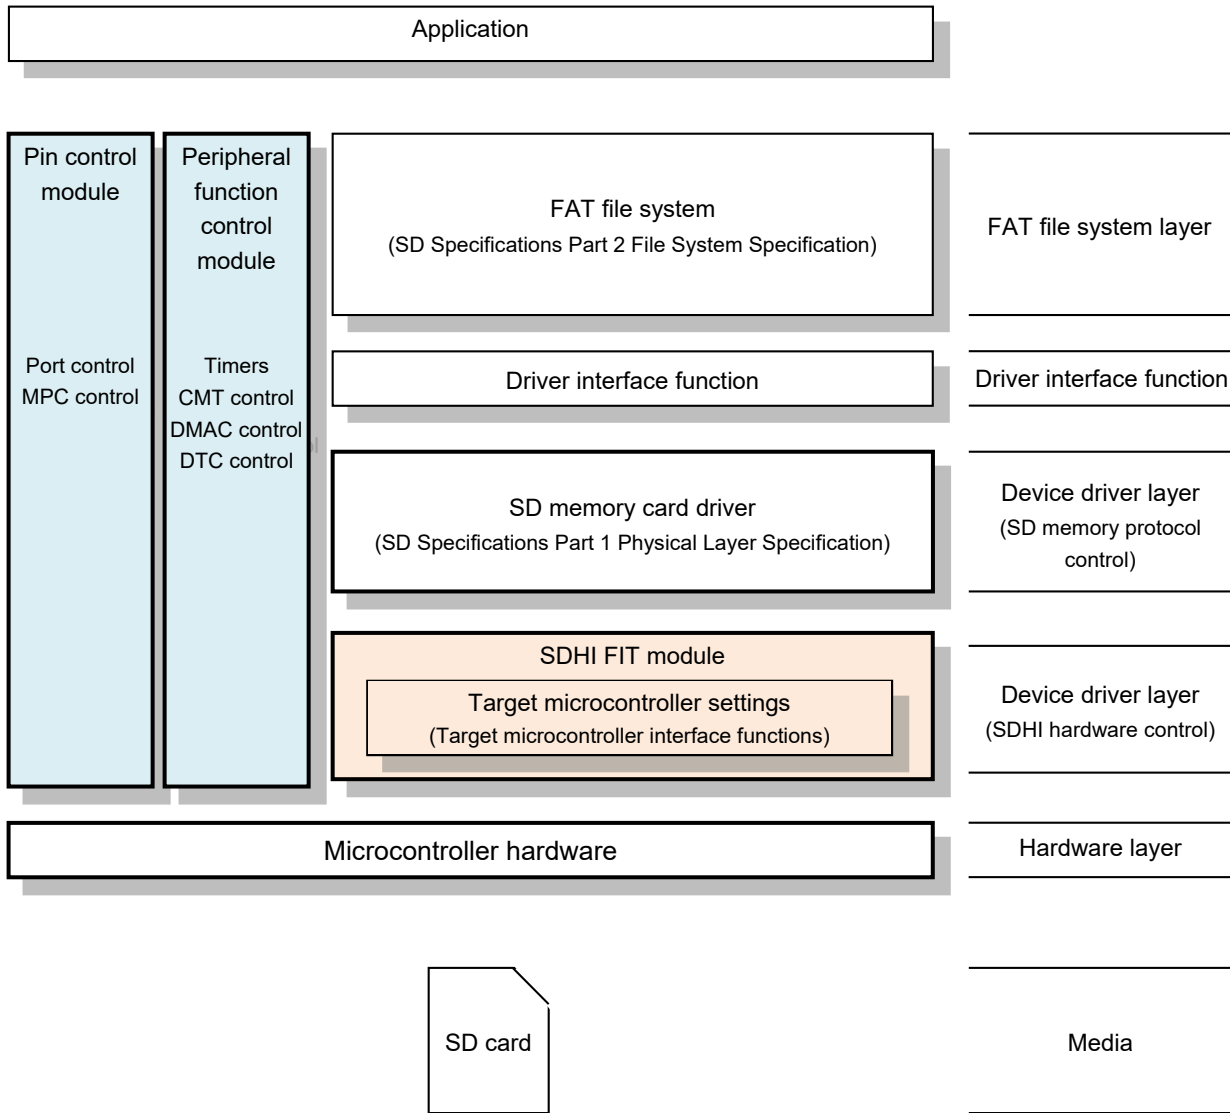 Application
Pin control
module
Port control
MPC control
Peripheral
function
control
module
Timers
CMT control
DMAC control
DTC control
FAT file system
(SD Specifications Part 2 File System Specification)
FAT file system layer
Driver interface function
Driver interface function
SD memory card driver
(SD Specifications Part 1 Physical Layer Specification)
Device driver layer
(SD memory protocol
control)
SDHI FIT module
Target microcontroller settings
(Target microcontroller interface functions)
Device driver layer
(SDHI hardware control)
Microcontroller hardware
Hardware layer
SD card
Media